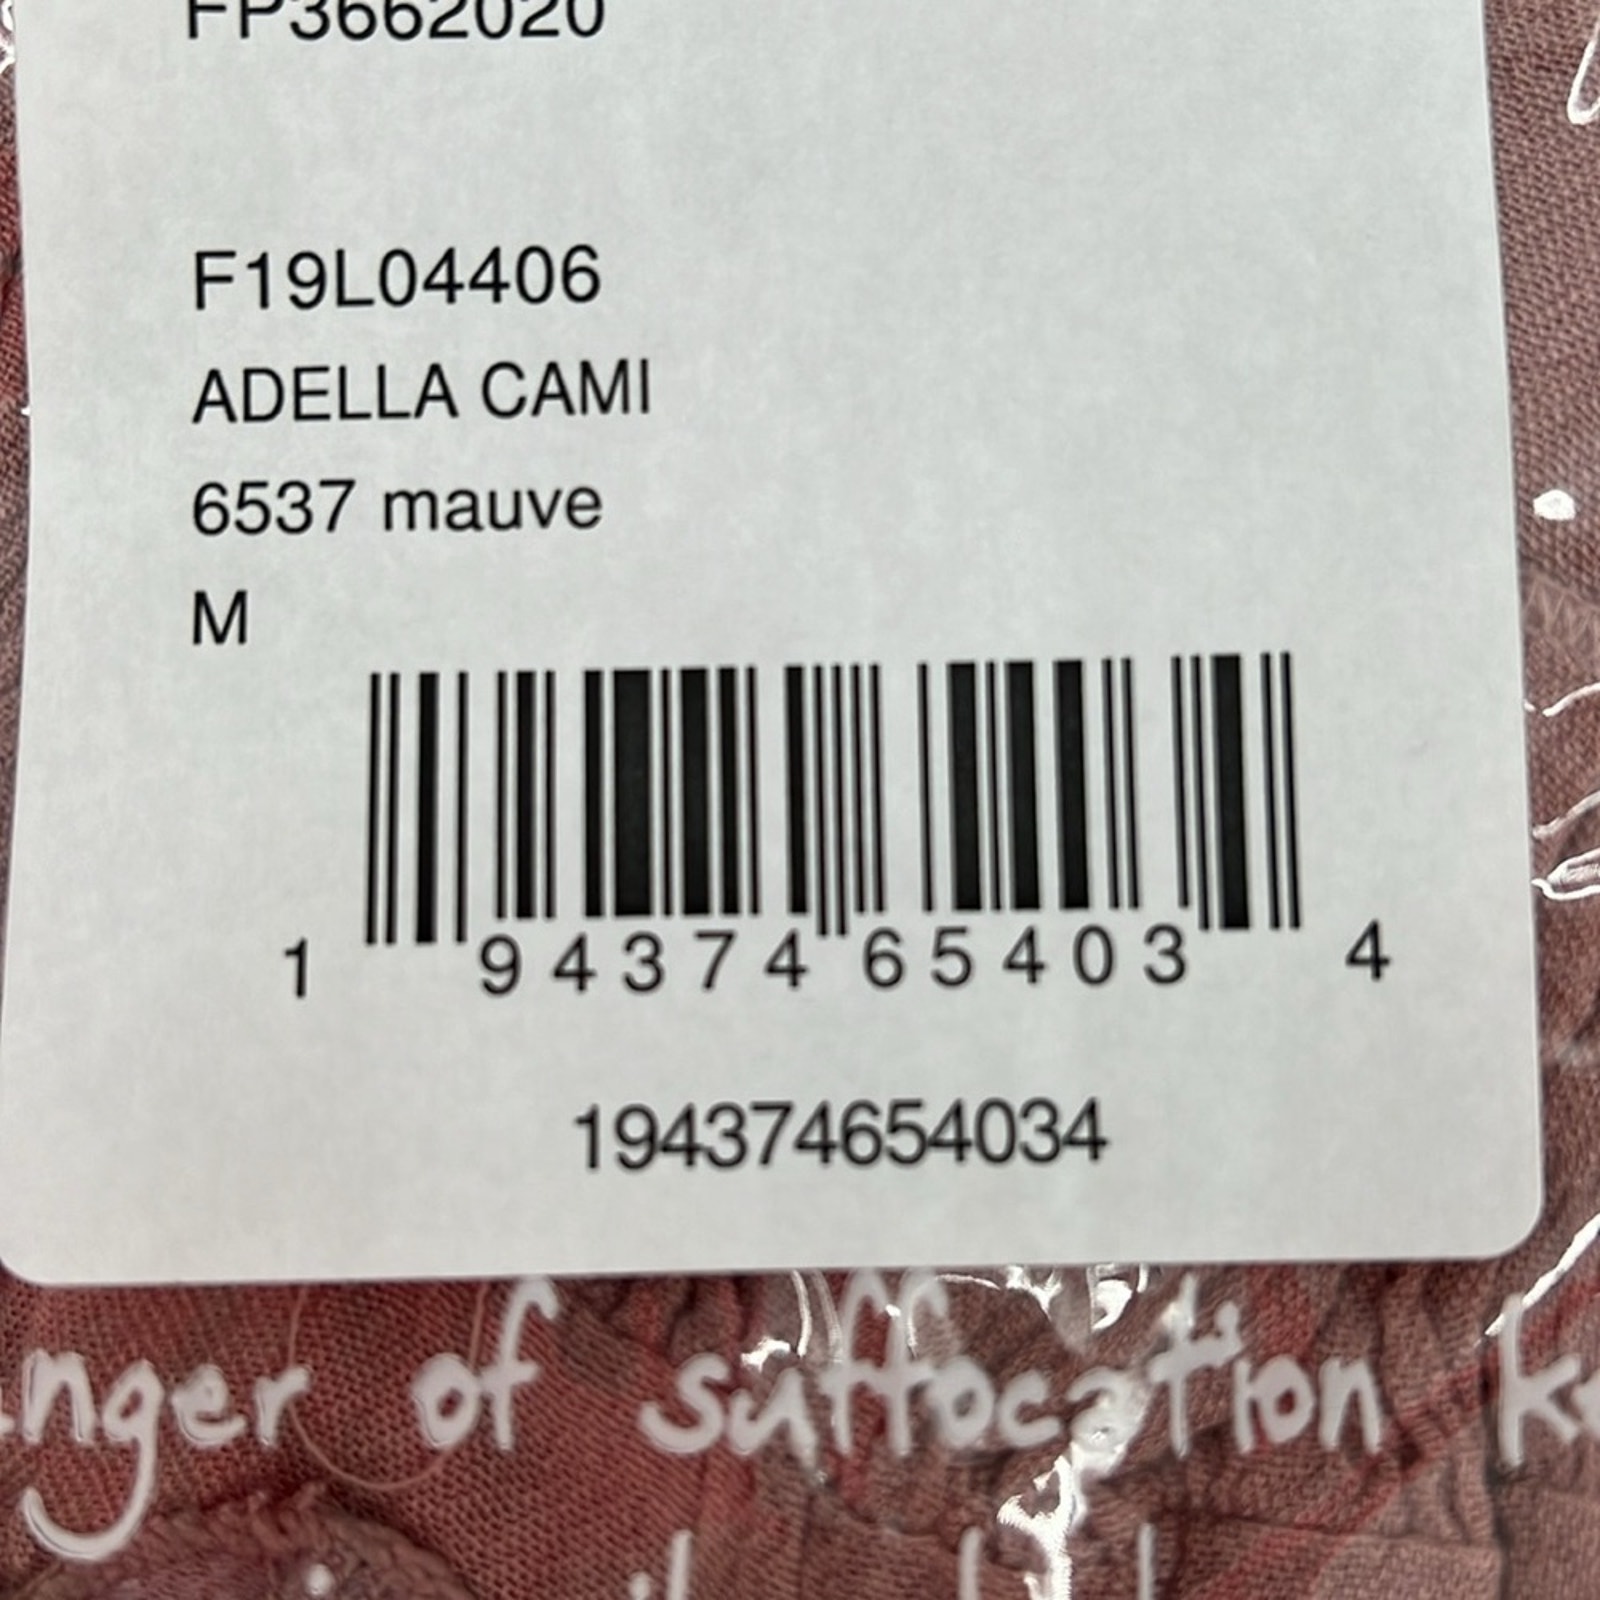 FP3662020
F19L04406
ADELLA CAMI
6537 mauve
M
1 94374 65403 4
194374654034
nger of suffocation k